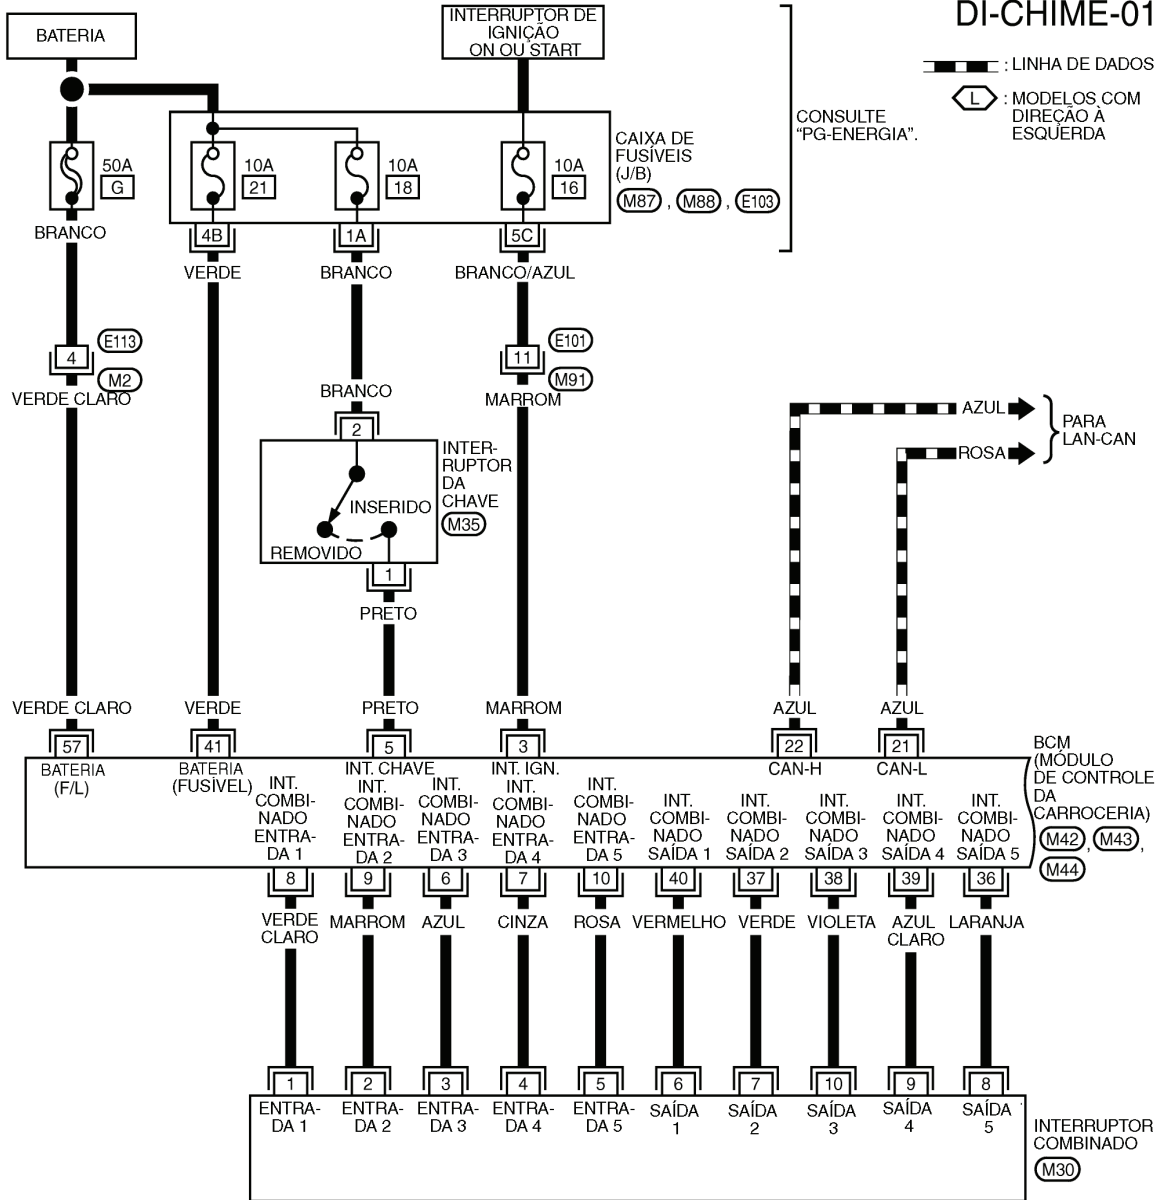 DI-CHIME-01
BATERIA
INTERRUPTOR DE
IGNIÇÃO
ON OU START
: LINHA DE DADOS
L : MODELOS COM
DIREÇÃO À
ESQUERDA
CONSULTE
“PG-ENERGIA”.
50A
G
10A
21
10A
18
10A
16
CAIXA DE
FUSÍVEIS
(J/B)
M87 , M88 , E103
BRANCO
4B
1A
5C
VERDE
BRANCO
BRANCO/AZUL
4
E113
M2
VERDE CLARO
11
E101
M91
MARROM
BRANCO
2
INTER-
RUPTOR
DA
CHAVE
M35
INSERIDO
REMOVIDO
1
PRETO
AZUL
ROSA
PARA
LAN-CAN
VERDE CLARO
VERDE
PRETO
MARROM
AZUL
AZUL
57
41
5
3
22
21
BATERIA
(F/L)
BATERIA
(FUSÍVEL)
INT. CHAVE
INT. IGN.
CAN-H
CAN-L
BCM
(MÓDULO
DE CONTROLE
DA
CARROCERIA)
M42 , M43 ,
M44
INT.
COMBI-
NADO
ENTRA-
DA 1
INT.
COMBI-
NADO
ENTRA-
DA 2
INT.
COMBI-
NADO
ENTRA-
DA 3
INT.
COMBI-
NADO
ENTRA-
DA 4
INT.
COMBI-
NADO
ENTRA-
DA 5
INT.
COMBI-
NADO
SAÍDA 1
INT.
COMBI-
NADO
SAÍDA 2
INT.
COMBI-
NADO
SAÍDA 3
INT.
COMBI-
NADO
SAÍDA 4
INT.
COMBI-
NADO
SAÍDA 5
8
9
6
7
10
40
37
38
39
36
VERDE
CLARO
MARROM
AZUL
CINZA
ROSA
VERMELHO
VERDE
VIOLETA
AZUL
CLARO
LARANJA
1
2
3
4
5
6
7
10
9
8
ENTRA-
DA 1
ENTRA-
DA 2
ENTRA-
DA 3
ENTRA-
DA 4
ENTRA-
DA 5
SAÍDA
1
SAÍDA
2
SAÍDA
3
SAÍDA
4
SAÍDA
5
INTERRUPTOR
COMBINADO
M30